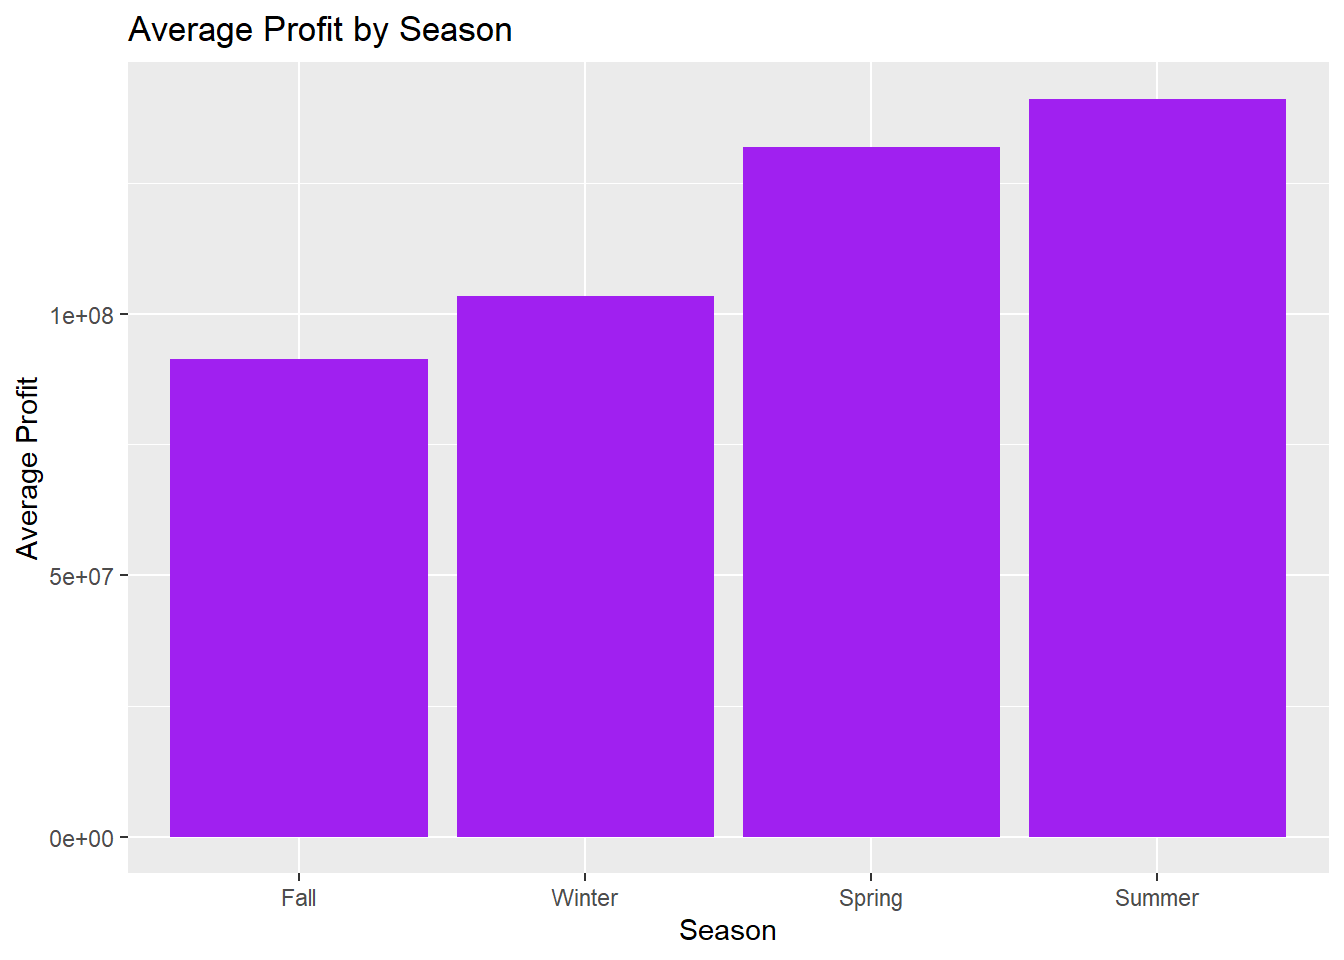 Average Profit by Season
Average Profit
1e+08
5e+07
0e+00
Fall
Winter
Spring
Summer
Season